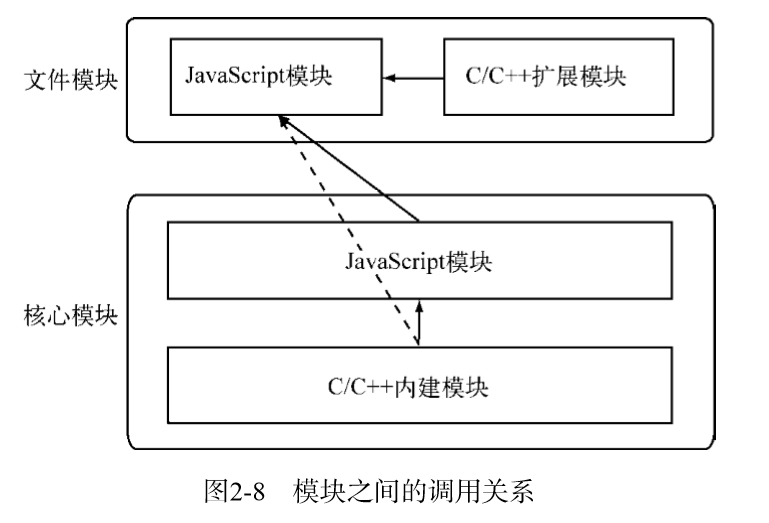 文件模块
JavaScript模块
C/C++扩展模块
核心模块
JavaScript模块
C/C++内建模块
图2-8 模块之间的调用关系